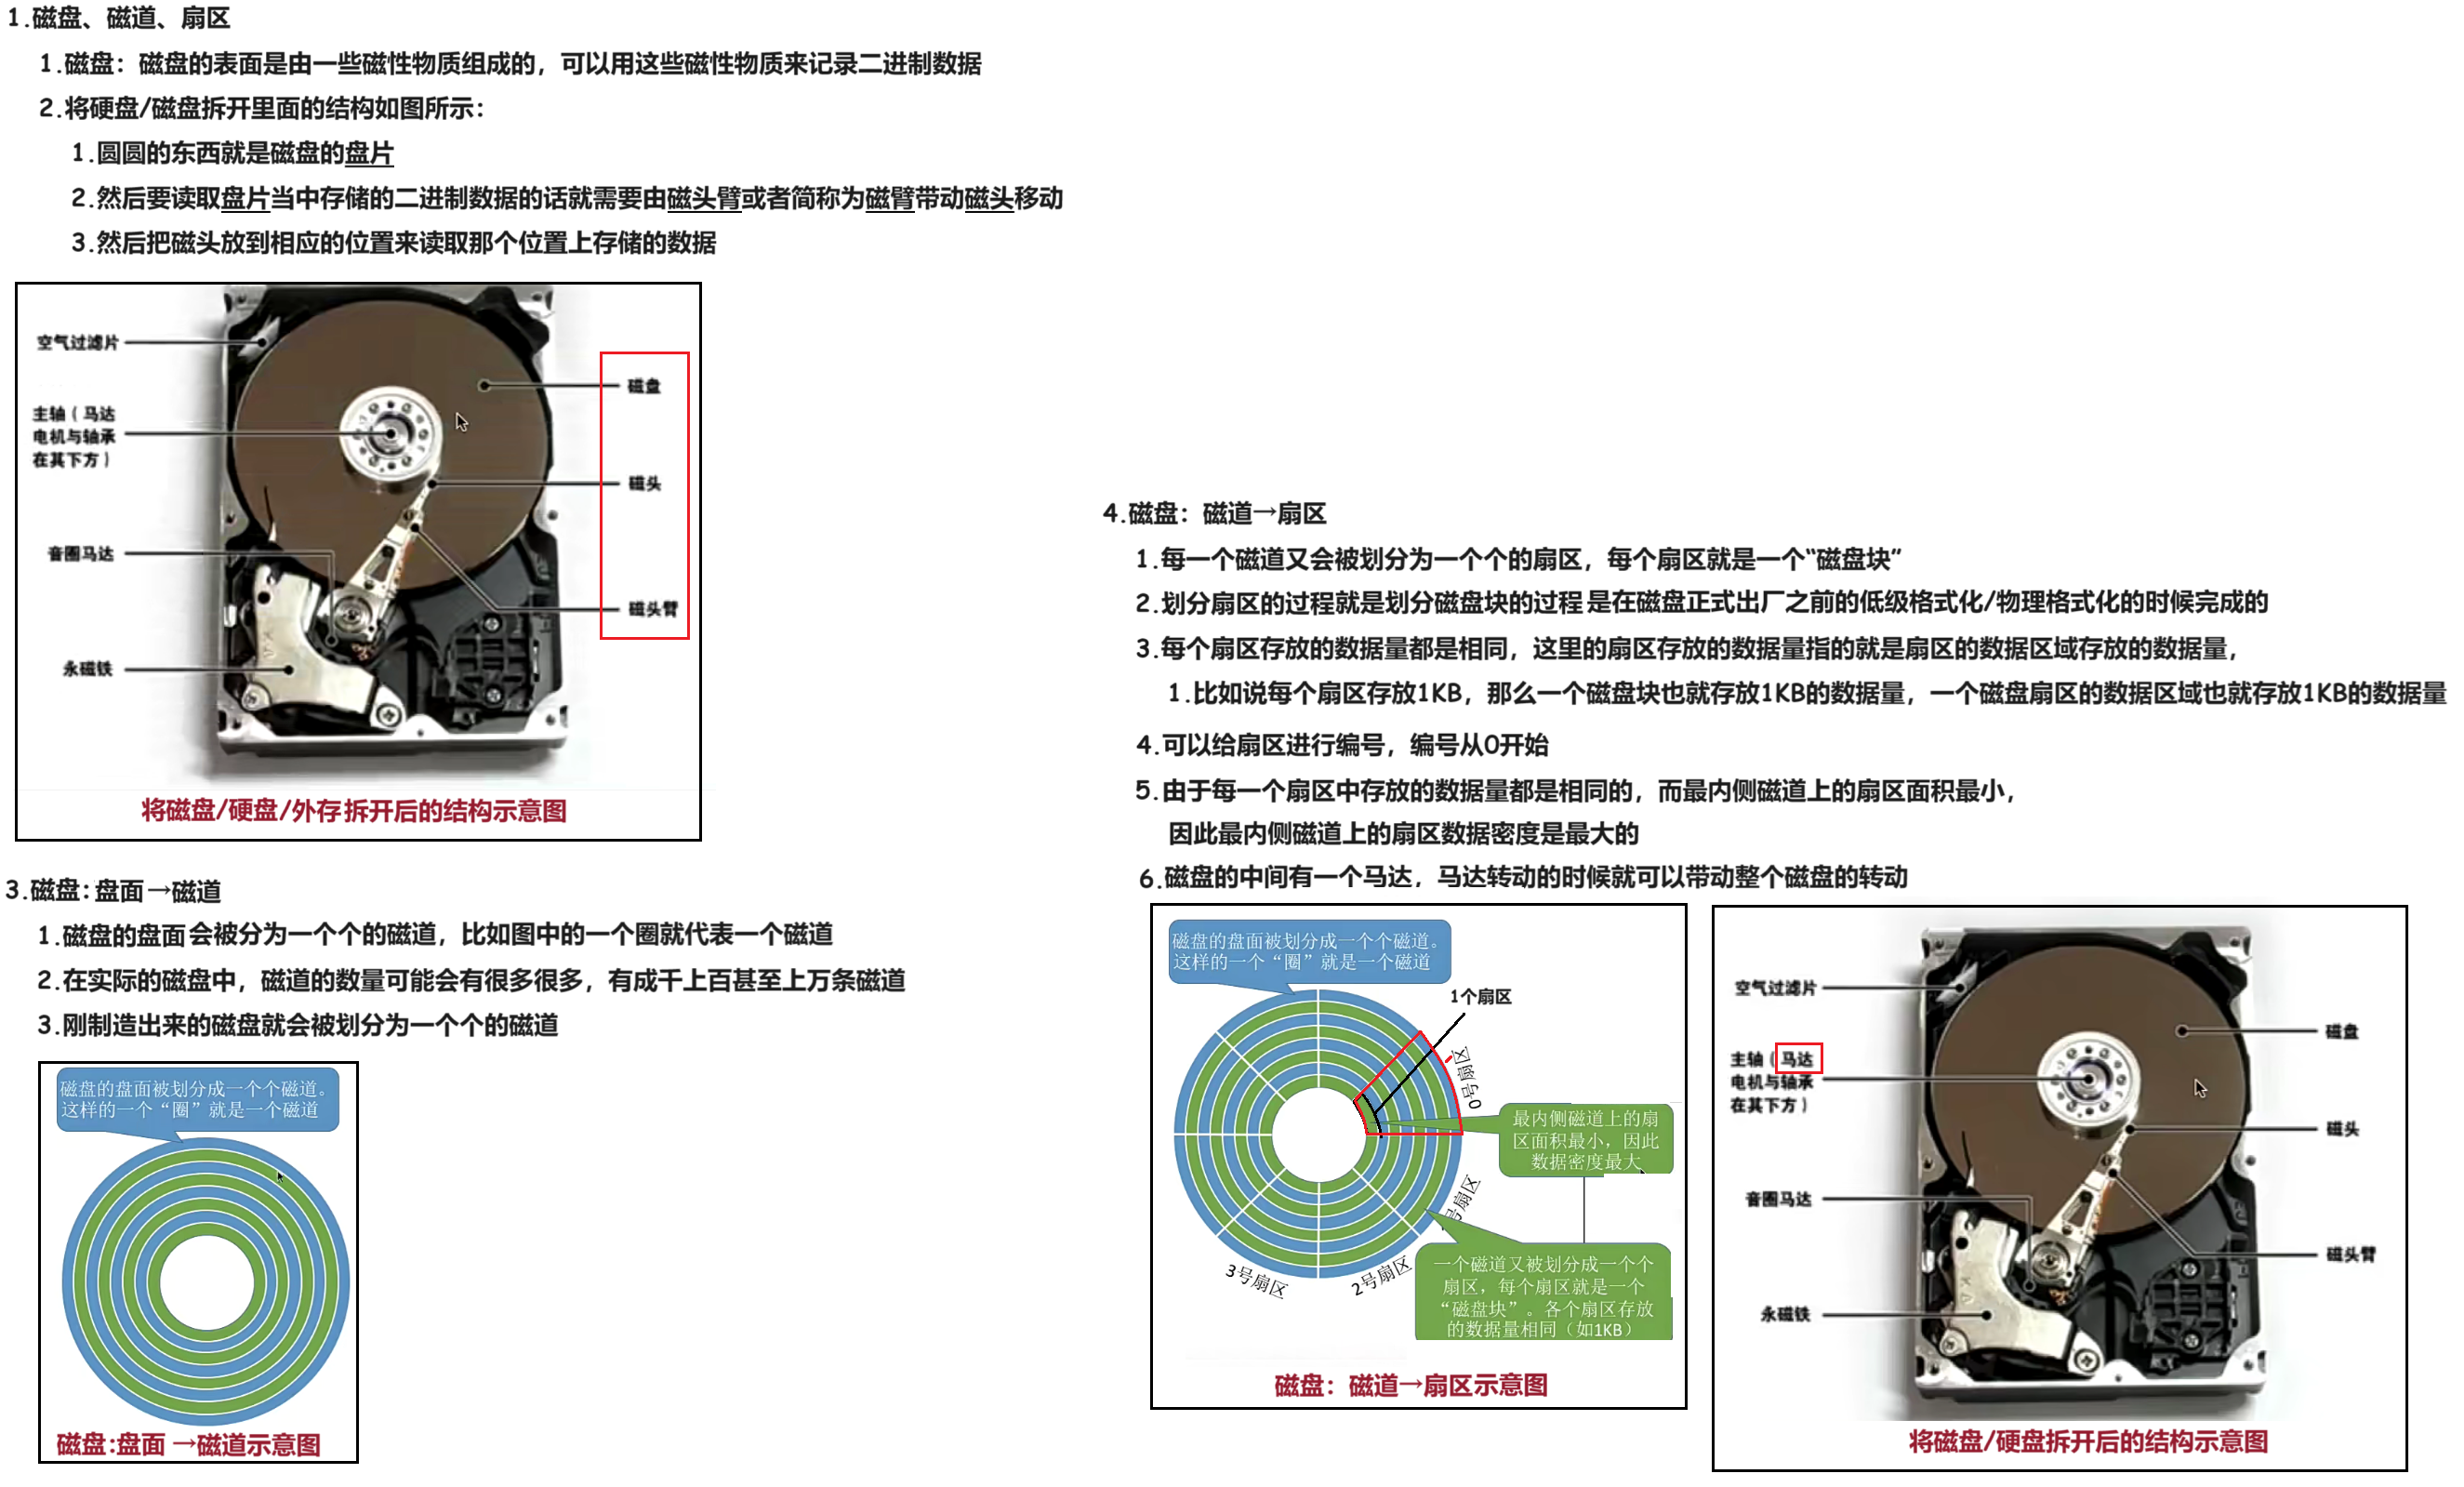 1.磁盘、磁道、扇区
1.磁盘：磁盘的表面是由一些磁性物质组成的，可以用这些磁性物质来记录二进制数据
2.将硬盘/磁盘拆开里面的结构如图所示：
1.圆圆的东西就是磁盘的盘片
2.然后要读取盘片当中存储的二进制数据的话就需要由磁头臂或者简称为磁臂带动磁头移动
3.然后把磁头放到相应的位置来读取那个位置上存储的数据
空气过滤片
主轴（马达
电机与轴承
在其下方）
音圈马达
永磁铁
磁盘
磁头
磁头臂
将磁盘/硬盘/外存拆开后的结构示意图
3.磁盘：盘面→磁道
1.磁盘的盘面会被分为一个个的磁道，比如图中的一个圈就代表一个磁道
2.在实际的磁盘中，磁道的数量可能会有很多很多，有成千上百甚至上万条磁道
3.刚制造出来的磁盘就会被划分为一个个的磁道
磁盘的盘面被划分成一个个磁道。
这样的一个“圈”就是一个磁道
磁盘:盘面→磁道示意图
4.磁盘：磁道→扇区
1.每一个磁道又会被划分为一个个的扇区，每个扇区就是一个“磁盘块”
2.划分扇区的过程就是划分磁盘块的过程是在磁盘正式出厂之前的低级格式化/物理格式化的时候完成的
3.每个扇区存放的数据量都是相同，这里的扇区存放的数据量指的就是扇区的数据区域存放的数据量，
1.比如说每个扇区存放1KB，那么一个磁盘块也就存放1KB的数据量，一个磁盘扇区的数据区域也就存放1KB的数据量
4.可以给扇区进行编号，编号从0开始
5.由于每一个扇区中存放的数据量都是相同的，而最内侧磁道上的扇区面积最小，
因此最内侧磁道上的扇区数据密度是最大的
6.磁盘的中间有一个马达，马达转动的时候就可以带动整个磁盘的转动
磁盘的盘面被划分成一个个磁道。
这样的一个“圈”就是一个磁道
1个扇区
0号扇区
最内侧磁道上的扇
区面积最小，因此
数据密度最大
号扇区
2号扇区
3号扇区
一个磁道又被划分成一个个
扇区，每个扇区就是一个
“磁盘块”。各个扇区存放
的数据量相同（如1KB）
磁盘：磁道→扇区示意图
空气过滤片
主轴（马达
电机与轴承
在其下方）
音圈马达
永磁铁
磁盘
磁头
磁头臂
将磁盘/硬盘拆开后的结构示意图